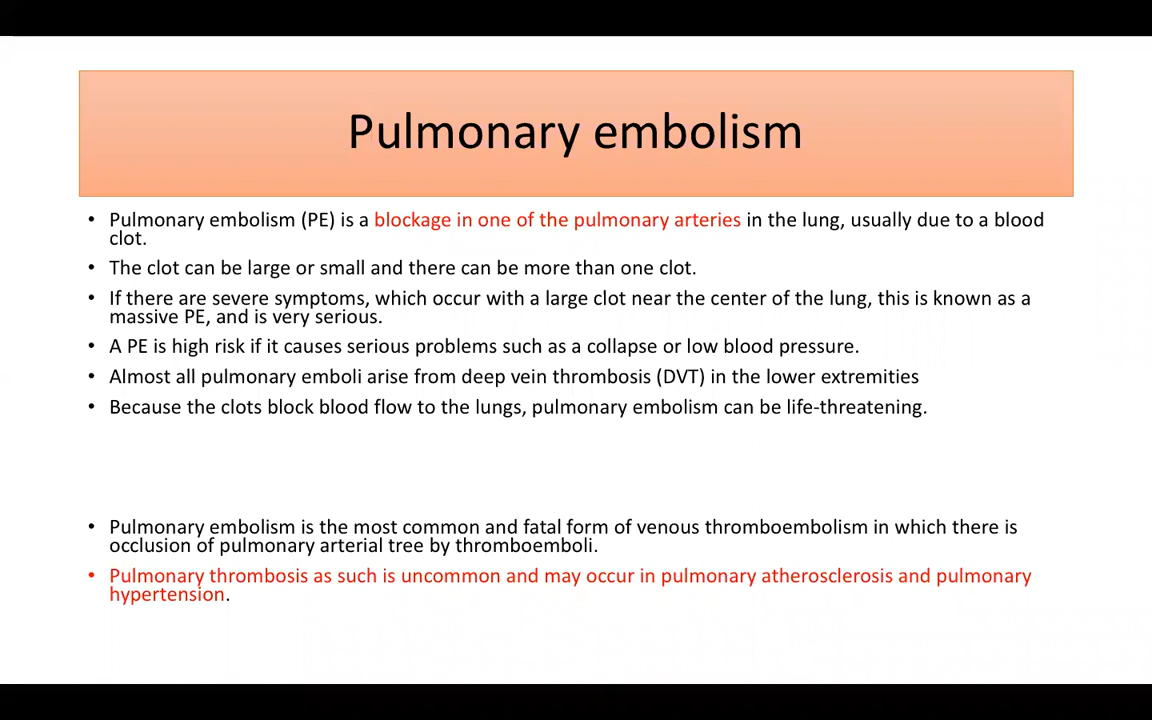 Pulmonary embolism
• Pulmonary embolism (PE) is a blockage in one of the pulmonary arteries in the lung, usually due to a blood
clot.
• The clot can be large or small and there can be more than one clot.
• If there are severe symptoms, which occur with a large clot near the center of the lung, this is known as a
massive PE, and is very serious.
• A PE is high risk if it causes serious problems such as a collapse or low blood pressure.
• Almost all pulmonary emboli arise from deep vein thrombosis (DVT) in the lower extremities
• Because the clots block blood flow to the lungs, pulmonary embolism can be life-threatening.
• Pulmonary embolism is the most common and fatal form of venous thromboembolism in which there is
occlusion of pulmonary arterial tree by thromboemboli.
• Pulmonary thrombosis as such is uncommon and may occur in pulmonary atherosclerosis and pulmonary
hypertension.